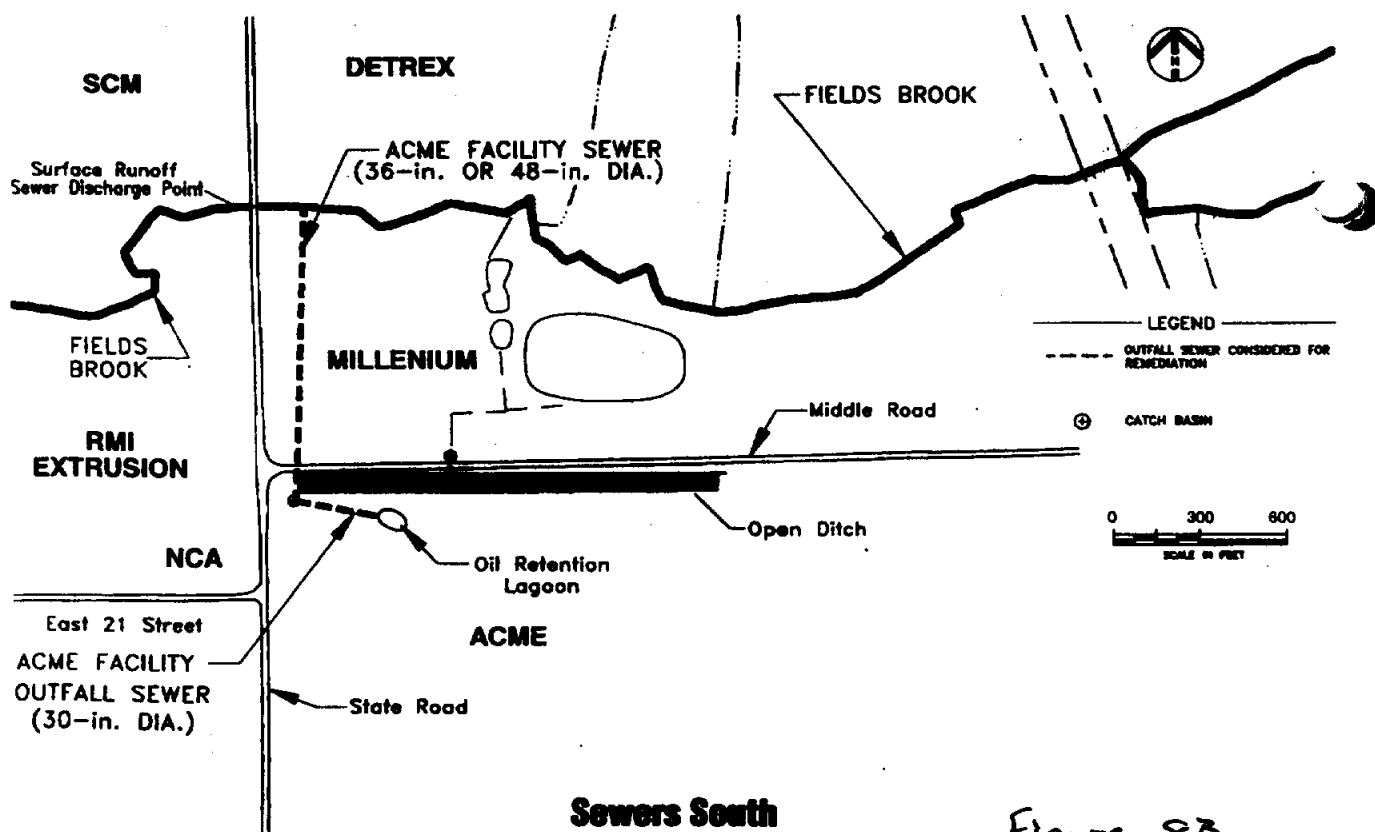 SCM
DETREX
FIELDS BROOK
ACME FACILITY SEWER
(36-in. OR 48-in. DIA.)
Surface Runoff
Sewer Discharge Point
N
FIELDS
BROOK
MILLENIUM
LEGEND
OUTFALL SEWER CONSIDERED FOR
REMEDIATION
CATCH BASIN
Middle Road
RMI
EXTRUSION
Open Ditch
0 300 600
SCALE IN FEET
NCA
Oil Retention
Lagoon
East 21 Street
ACME
ACME FACILITY
OUTFALL SEWER
(30-in. DIA.)
State Road
Sewers South
Figure